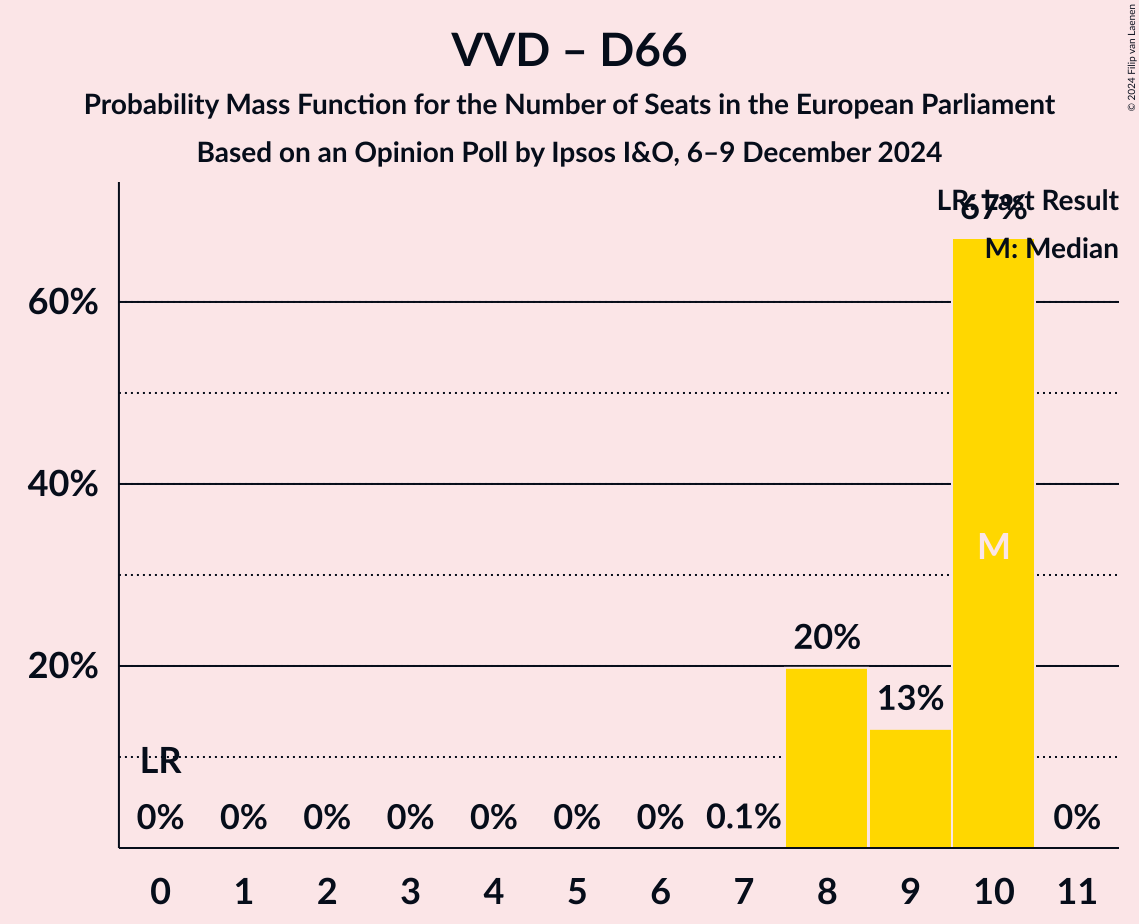 VVD – D66
Probability Mass Function for the Number of Seats in the European Parliament
Based on an Opinion Poll by Ipsos I&O, 6–9 December 2024
© 2024 Filip van Laenen
LR: Last Result
67%
M: Median
60%
40%
M
20%
20%
13%
LR
0% 0% 0% 0% 0% 0% 0% 0.1% 0%
0 1 2 3 4 5 6 7 8 9 10 11